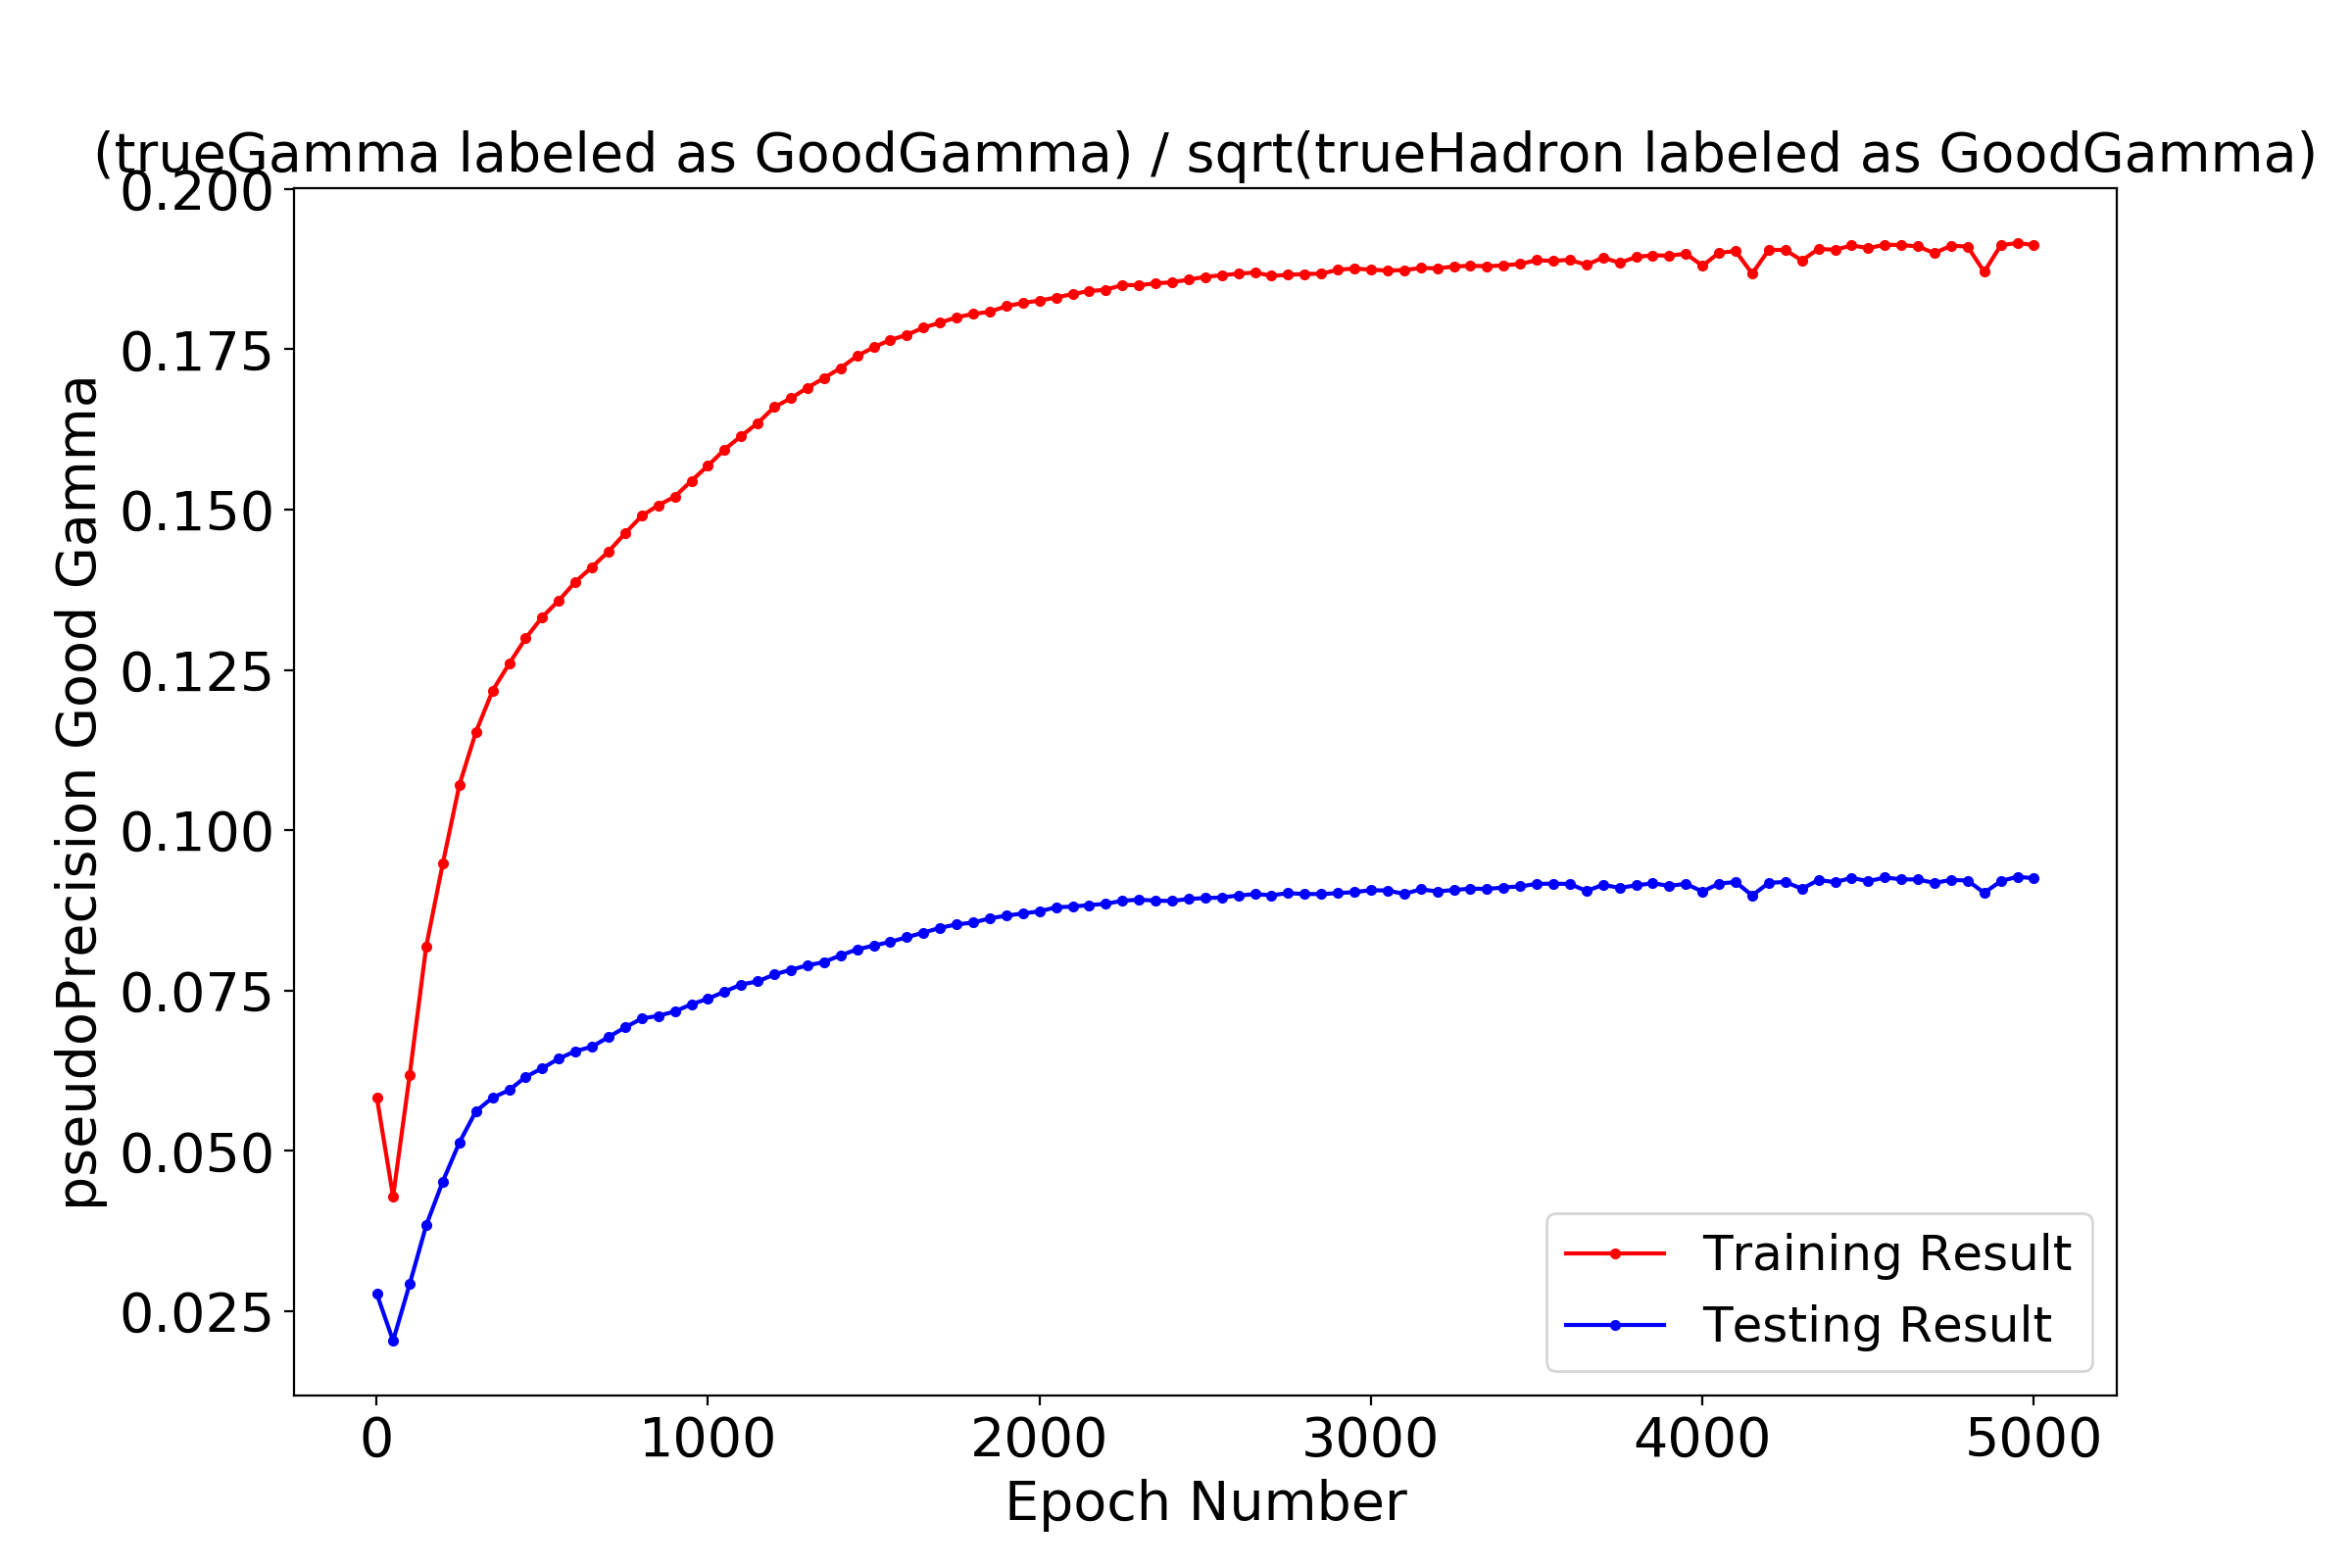 (trueGamma labeled as GoodGamma) / sqrt(trueHadron labeled as GoodGamma)
pseudoPrecision Good Gamma
0.200
0.175
0.150
0.125
0.100
0.075
0.050
0.025
Training Result
Testing Result
0 1000 2000 3000 4000 5000
Epoch Number